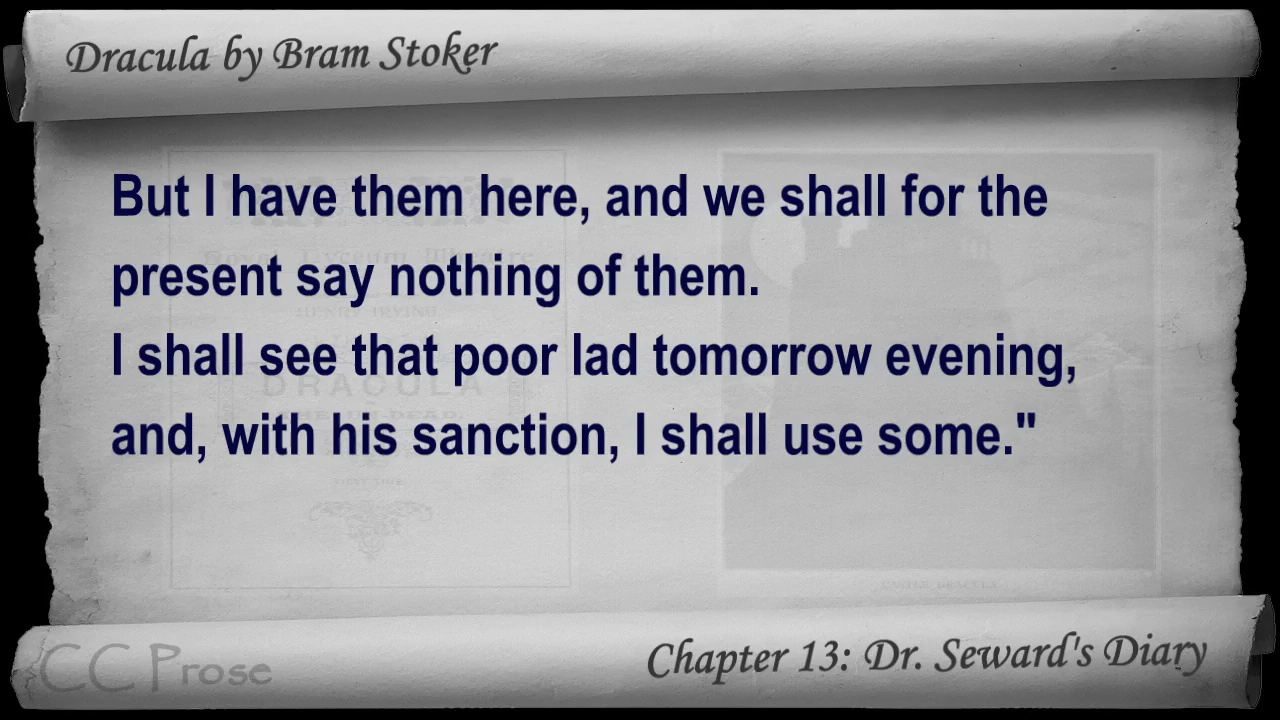 Dracula by Bram Stoker
But I have them here, and we shall for the
present say nothing of them.
I shall see that poor lad tomorrow evening,
and, with his sanction, I shall use some."
DRACULA
CC Prose
Chapter 13: Dr. Seward's Diary